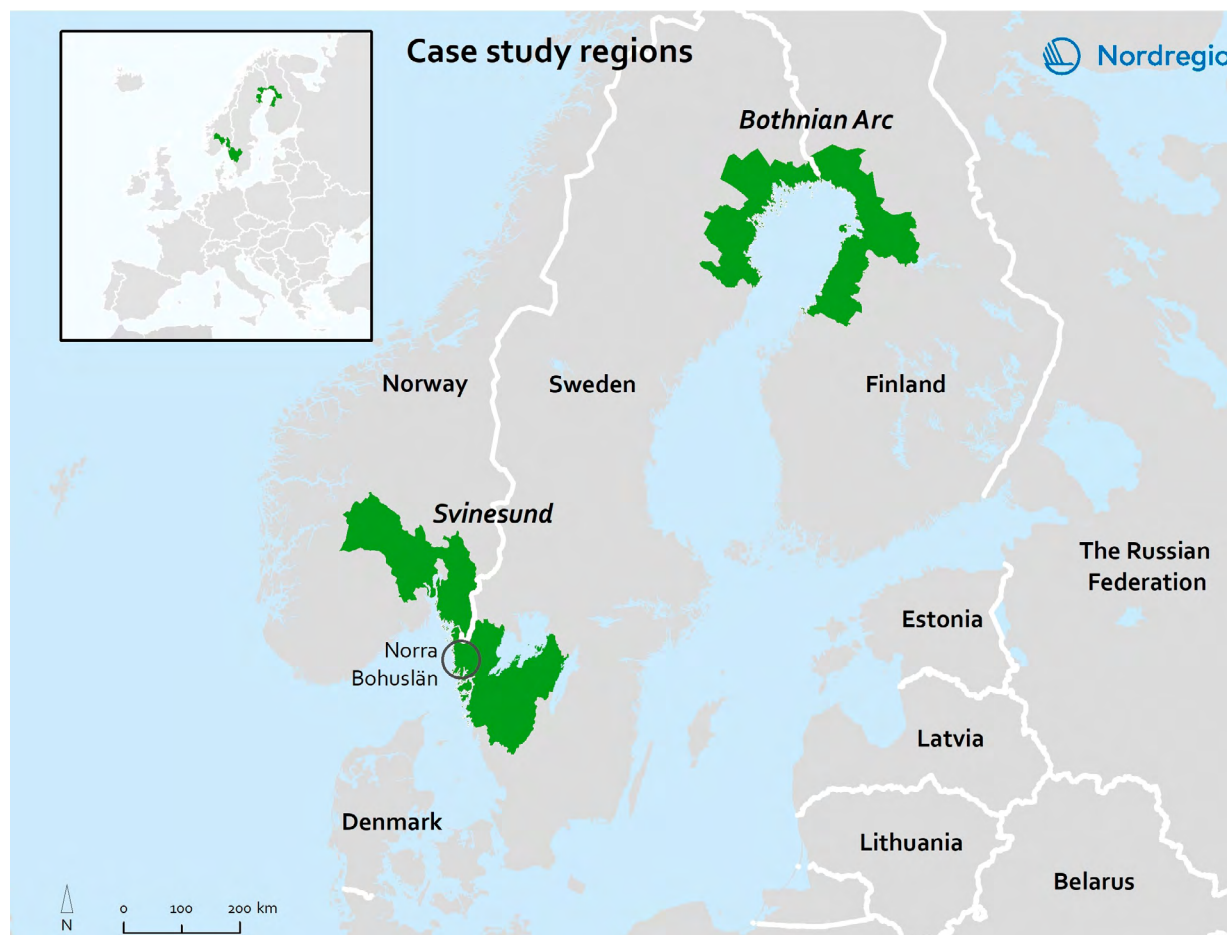 Case study regions
Nordregio
Bothnian Arc
Norway
Sweden
Finland
Svinesund
The Russian
Federation
Estonia
Norra
Bohuslän
Latvia
Denmark
Lithuania
Belarus
N
0 100 200 km